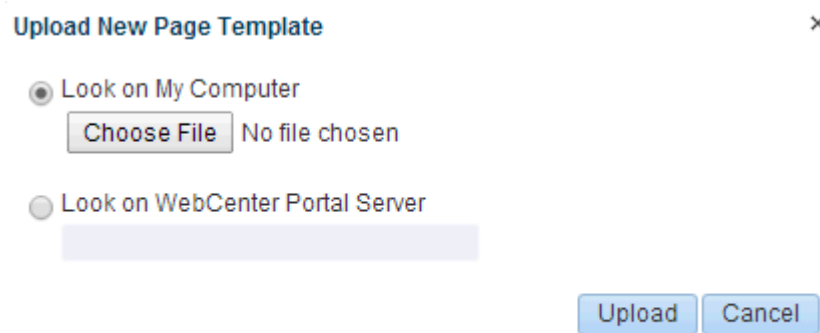 Upload New Page Template
Look on My Computer
Choose File No file chosen
Look on WebCenter Portal Server
Upload Cancel